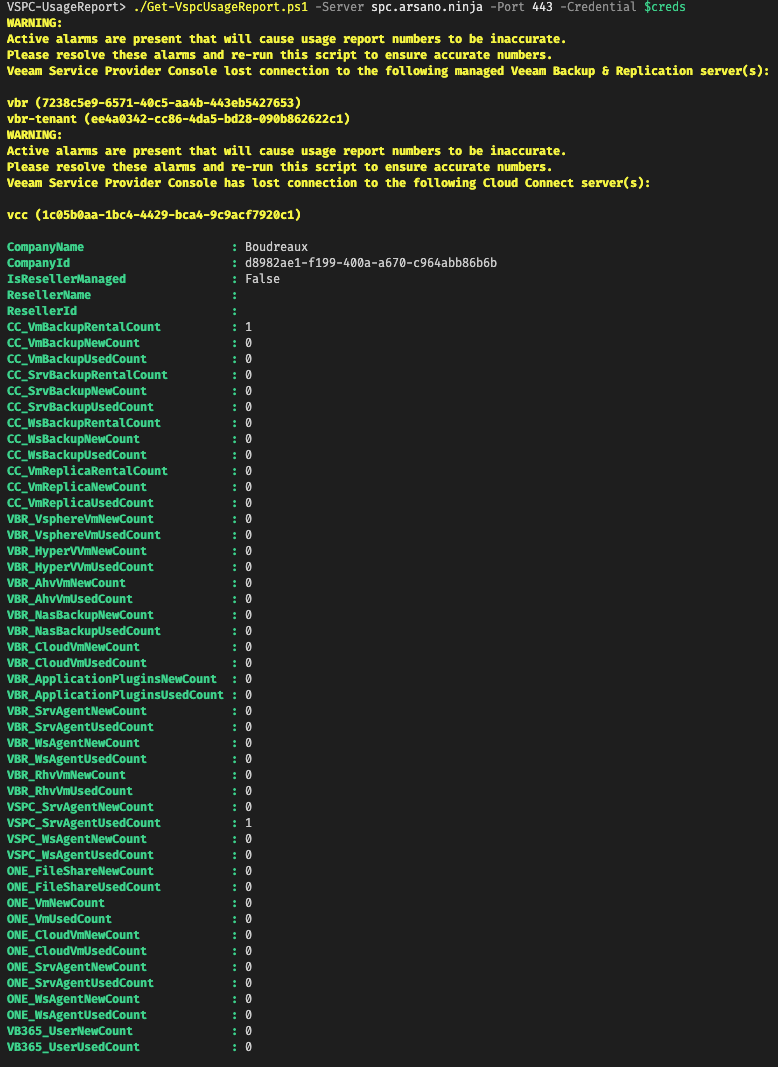 VSPC-UsageReport> ./Get-VspcUsageReport.ps1 -Server spc.arsano.ninja -Port 443 -Credential $creds
WARNING:
Active alarms are present that will cause usage report numbers to be inaccurate.
Please resolve these alarms and re-run this script to ensure accurate numbers.
Veeam Service Provider Console lost connection to the following managed Veeam Backup & Replication server(s):
vbr (7238c5e9-6571-40c5-aa4b-443eb5427653)
vbr-tenant (ee4a0342-cc86-4da5-bd28-090b862622c1)
WARNING:
Active alarms are present that will cause usage report numbers to be inaccurate.
Please resolve these alarms and re-run this script to ensure accurate numbers.
Veeam Service Provider Console has lost connection to the following Cloud Connect server(s):
vcc (1c05b0aa-1bc4-4429-bca4-9c9acf7920c1)
CompanyName : Boudreaux
CompanyId : d8982ae1-f199-400a-a670-c964abb86b6b
IsResellerManaged : False
ResellerName :
ResellerId :
CC_VmBackupRentalCount : 1
CC_VmBackupNewCount : 0
CC_VmBackupUsedCount : 0
CC_SrvBackupRentalCount : 0
CC_SrvBackupNewCount : 0
CC_SrvBackupUsedCount : 0
CC_WsBackupRentalCount : 0
CC_WsBackupNewCount : 0
CC_WsBackupUsedCount : 0
CC_VmReplicaRentalCount : 0
CC_VmReplicaNewCount : 0
CC_VmReplicaUsedCount : 0
VBR_VsphereVmNewCount : 0
VBR_VsphereVmUsedCount : 0
VBR_HyperVVmNewCount : 0
VBR_HyperVVmUsedCount : 0
VBR_AhvVmNewCount : 0
VBR_AhvVmUsedCount : 0
VBR_NasBackupNewCount : 0
VBR_NasBackupUsedCount : 0
VBR_CloudVmNewCount : 0
VBR_CloudVmUsedCount : 0
VBR_ApplicationPluginsNewCount : 0
VBR_ApplicationPluginsUsedCount : 0
VBR_SrvAgentNewCount : 0
VBR_SrvAgentUsedCount : 0
VBR_WsAgentNewCount : 0
VBR_WsAgentUsedCount : 0
VBR_RhvVmNewCount : 0
VBR_RhvVmUsedCount : 0
VSPC_SrvAgentNewCount : 0
VSPC_SrvAgentUsedCount : 1
VSPC_WsAgentNewCount : 0
VSPC_WsAgentUsedCount : 0
ONE_FileShareNewCount : 0
ONE_FileShareUsedCount : 0
ONE_VmNewCount : 0
ONE_VmUsedCount : 0
ONE_CloudVmNewCount : 0
ONE_CloudVmUsedCount : 0
ONE_SrvAgentNewCount : 0
ONE_SrvAgentUsedCount : 0
ONE_WsAgentNewCount : 0
ONE_WsAgentUsedCount : 0
VB365_UserNewCount : 0
VB365_UserUsedCount : 0